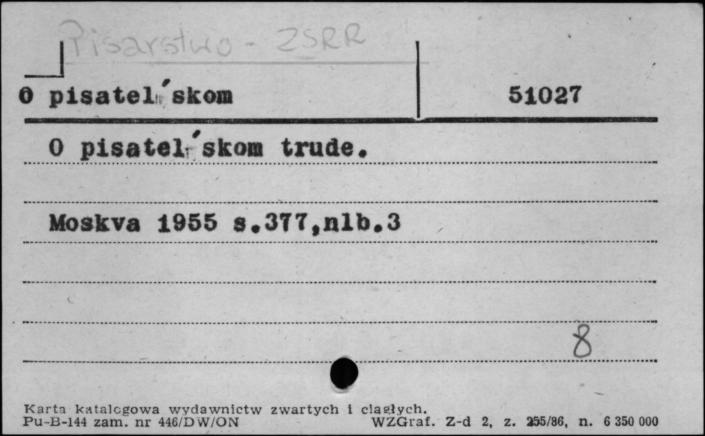 Pisarstwo - ZSRR
O pisatel'skom 51027
O pisatel'skom trude.
Moskva 1955 s.377,nlb.3
8
Karta katalogowa wydawnictw zwartych i ciągłych.
Pu-B-144 zam. nr 446/DW/ON WZGraf. Z-d 2, z. 255/86, n. 6 350 000